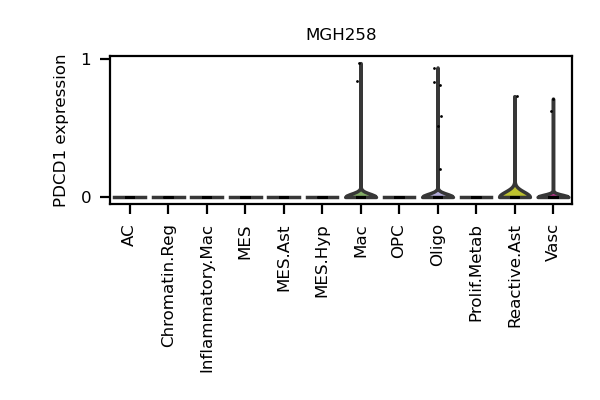 MGH258
PDCD1 expression
1
0
AC
Chromatin.Reg
Inflammatory.Mac
MES
MES.Ast
MES.Hyp
Mac
OPC
Oligo
Prolif.Metab
Reactive.Ast
Vasc